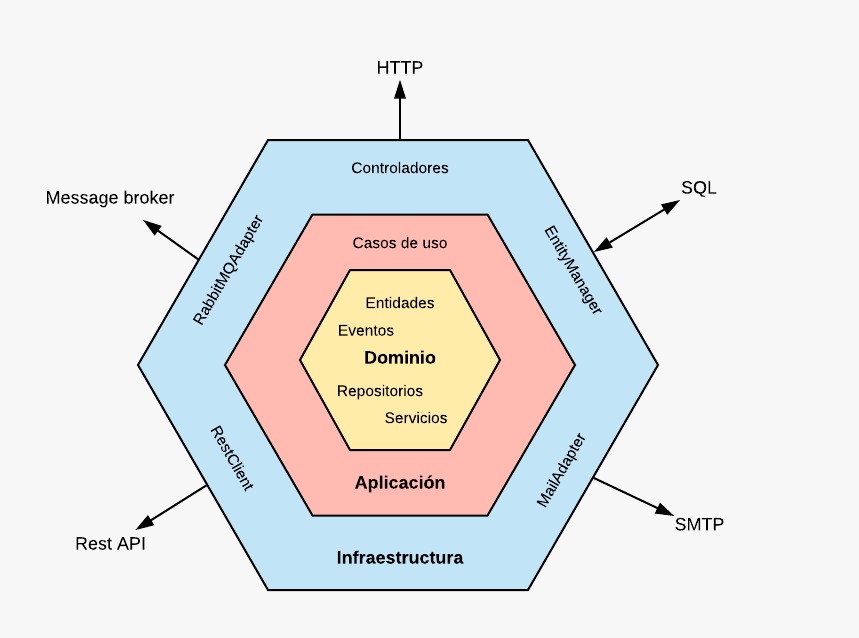 HTTP
Message broker
SQL
Controladores
RabbitMQAdapter
EntityManager
Casos de uso
Entidades
Eventos
Dominio
Repositorios
Servicios
RestClient
MailAdapter
Aplicación
Infraestructura
Rest API
SMTP